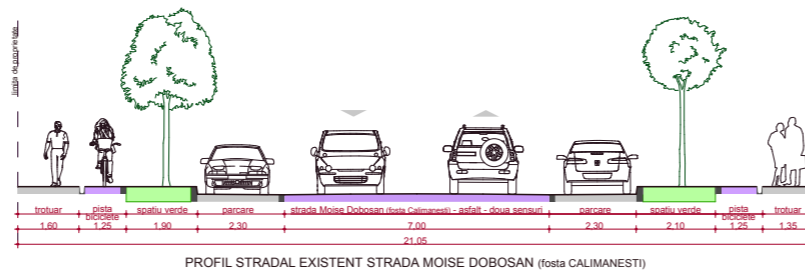 limita de proprietate
trotuar pista biciclete spatiu verde parcare strada Moise Dobosan (fosta Calimanesti) - asfalt - doua sensuri parcare spatiu verde pista biciclete trotuar
1,60 1,25 1,90 2,30 7,00 2,30 2,10 1,25 1,35
21,05
PROFIL STRADAL EXISTENT STRADA MOISE DOBOSAN (fosta CALIMANESTI)